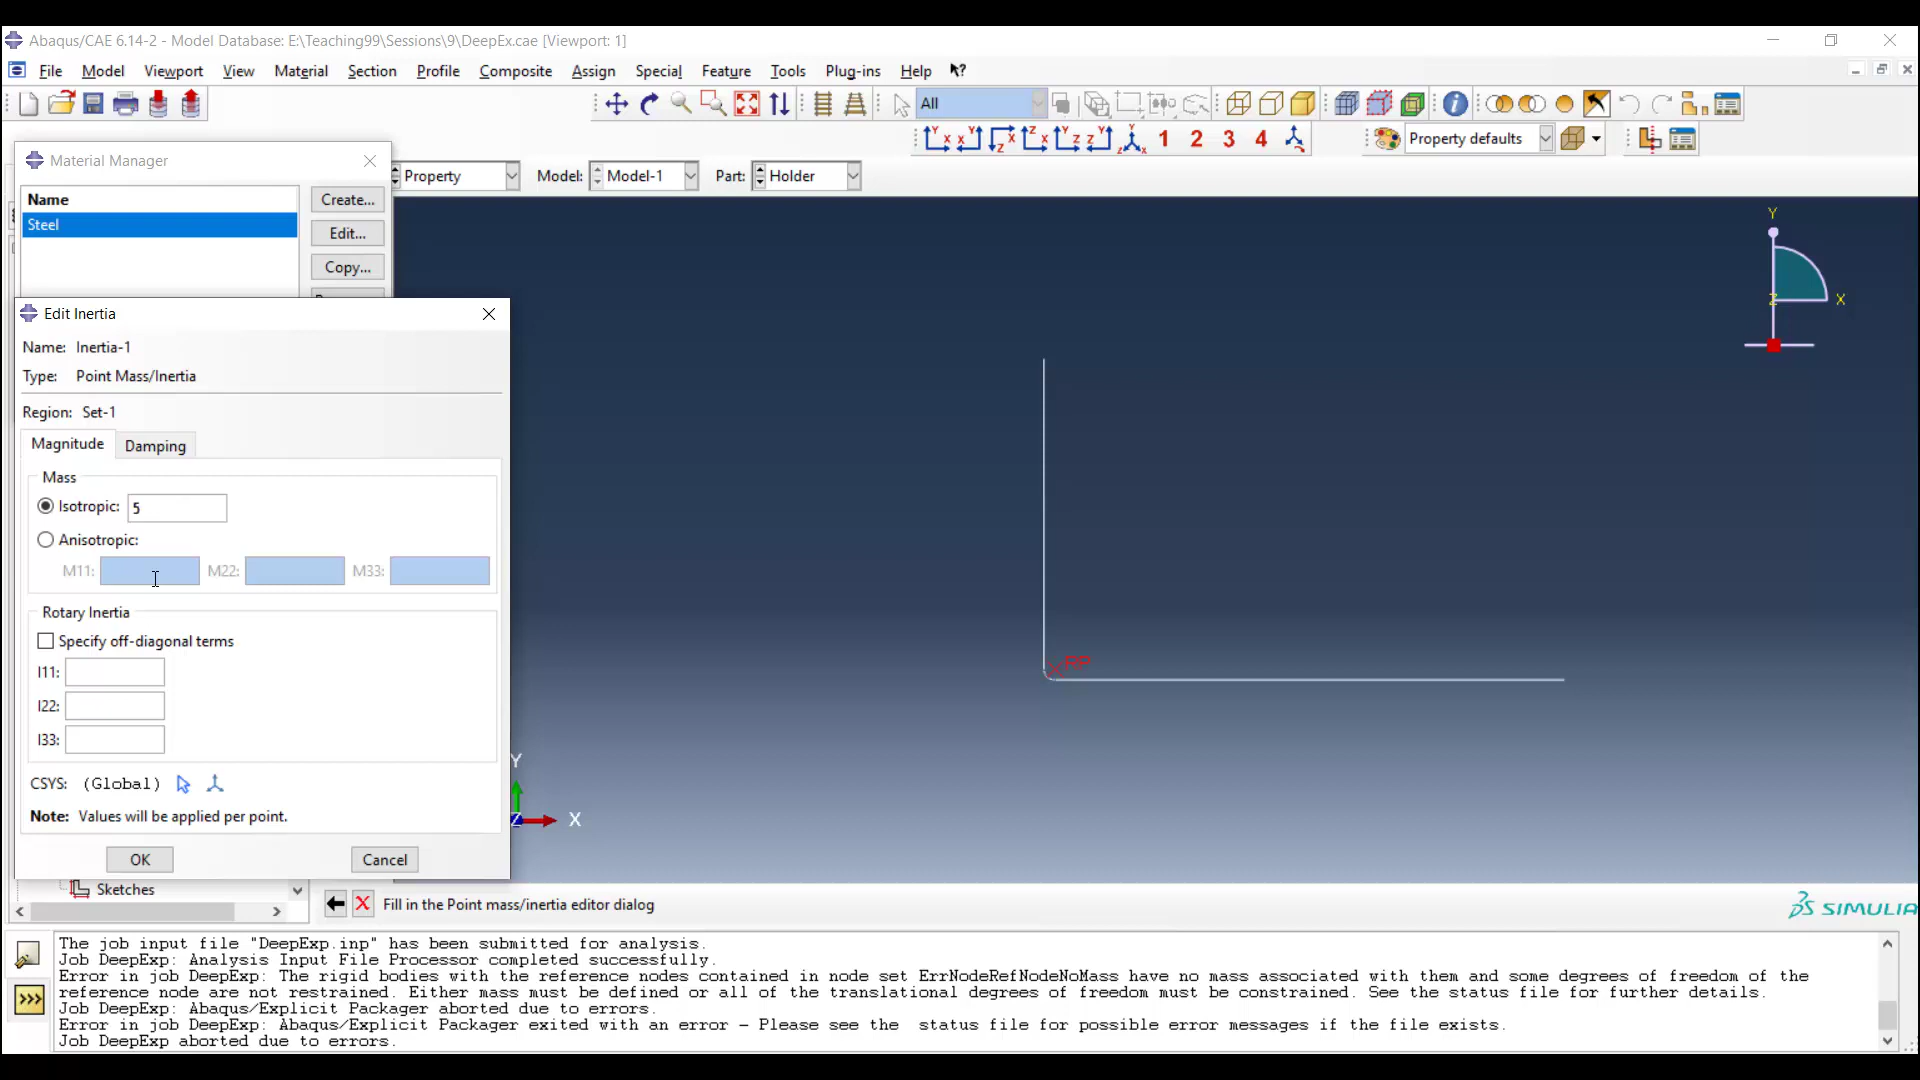 Abaqus/CAE 6.14-2 - Model Database: E:\Teaching99\Sessions\9\DeepEx.cae [Viewport: 1]
File Model Viewport View Material Section Profile Composite Assign Special Feature Tools Plug-ins Help
All
1 2 3 4
Property defaults
Material Manager
Property Model: Model-1 Part: Holder
Name
Steel
Create...
Edit...
Copy...
Edit Inertia
Name: Inertia-1
Type: Point Mass/Inertia
Region: Set-1
Magnitude Damping
Mass
Isotropic: 5
Anisotropic:
M11: M22: M33:
Rotary Inertia
Specify off-diagonal terms
I11:
I22:
I33:
CSYS: (Global)
Note: Values will be applied per point.
OK Cancel
Sketches
Y
Z
X
RP
Y
Z
X
Fill in the Point mass/inertia editor dialog
SIMULIA
The job input file "DeepExp.inp" has been submitted for analysis.
Job DeepExp: Analysis Input File Processor completed successfully.
Error in job DeepExp: The rigid bodies with the reference nodes contained in node set ErrNodeRefNodeNoMass have no mass associated with them and some degrees of freedom of the
reference node are not restrained. Either mass must be defined or all of the translational degrees of freedom must be constrained. See the status file for further details.
Job DeepExp: Abaqus/Explicit Packager aborted due to errors.
Error in job DeepExp: Abaqus/Explicit Packager exited with an error - Please see the  status file for possible error messages if the file exists.
Job DeepExp aborted due to errors.